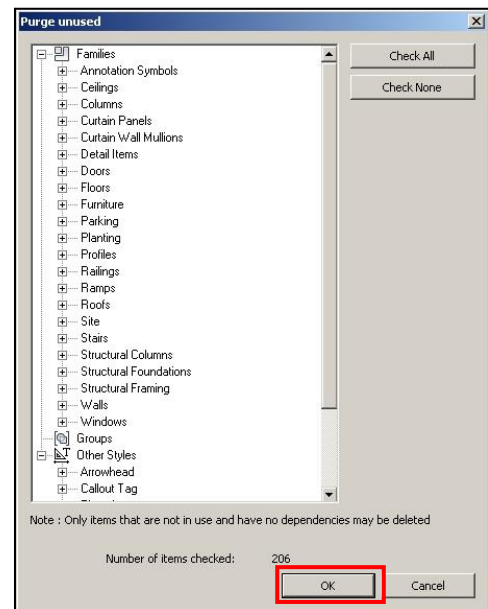 Purge unused
Families
Annotation Symbols
Ceilings
Columns
Curtain Panels
Curtain Wall Mullions
Detail Items
Doors
Floors
Furniture
Parking
Planting
Profiles
Railings
Ramps
Roofs
Site
Stairs
Structural Columns
Structural Foundations
Structural Framing
Walls
Windows
Groups
Other Styles
Arrowhead
Callout Tag
Check All
Check None
Note : Only items that are not in use and have no dependencies may be deleted
Number of items checked: 206
OK Cancel